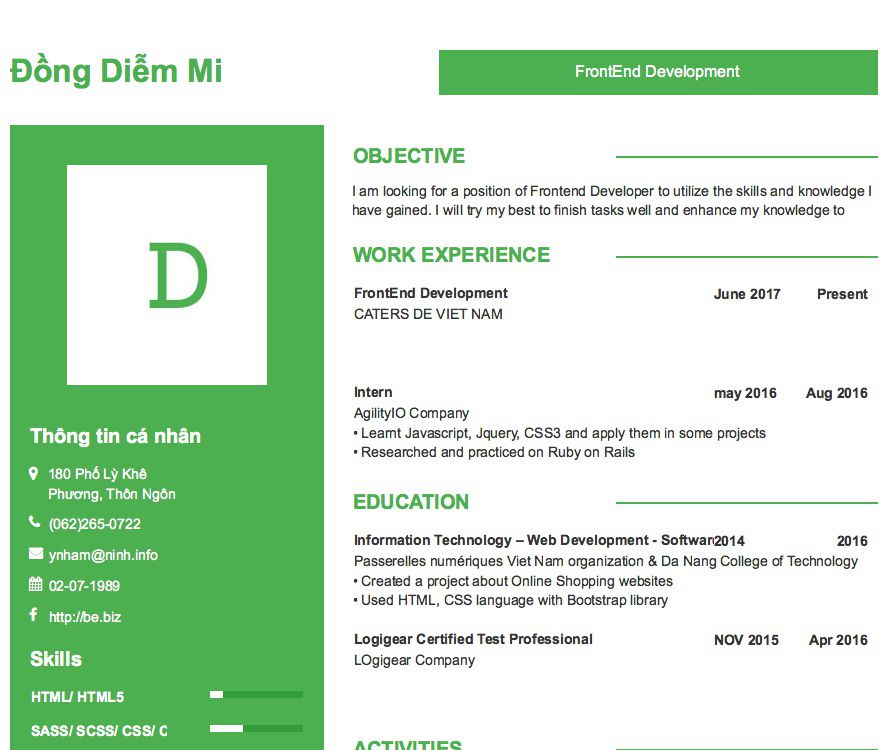 Đồng Diễm Mi
FrontEnd Development
D
Thông tin cá nhân
180 Phố Lỳ Khê
Phương, Thôn Ngôn
(062)265-0722
ynham@ninh.info
02-07-1989
http://be.biz
Skills
HTML/ HTML5
SASS/ SCSS/ CSS/ C
OBJECTIVE
I am looking for a position of Frontend Developer to utilize the skills and knowledge I
have gained. I will try my best to finish tasks well and enhance my knowledge to
WORK EXPERIENCE
FrontEnd Development June 2017 Present
CATERS DE VIET NAM
Intern may 2016 Aug 2016
AgilityIO Company
• Learnt Javascript, Jquery, CSS3 and apply them in some projects
• Researched and practiced on Ruby on Rails
EDUCATION
Information Technology – Web Development - Softwar 2014 2016
Passerelles numériques Viet Nam organization & Da Nang College of Technology
• Created a project about Online Shopping websites
• Used HTML, CSS language with Bootstrap library
Logigear Certified Test Professional NOV 2015 Apr 2016
LOgigear Company
ACTIVITIES